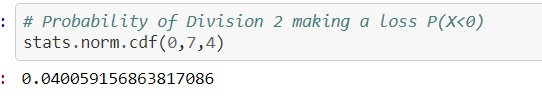 : # Probability of Division 2 making a loss P(X<0)
stats.norm.cdf(0,7,4)
: 0.040059156863817086